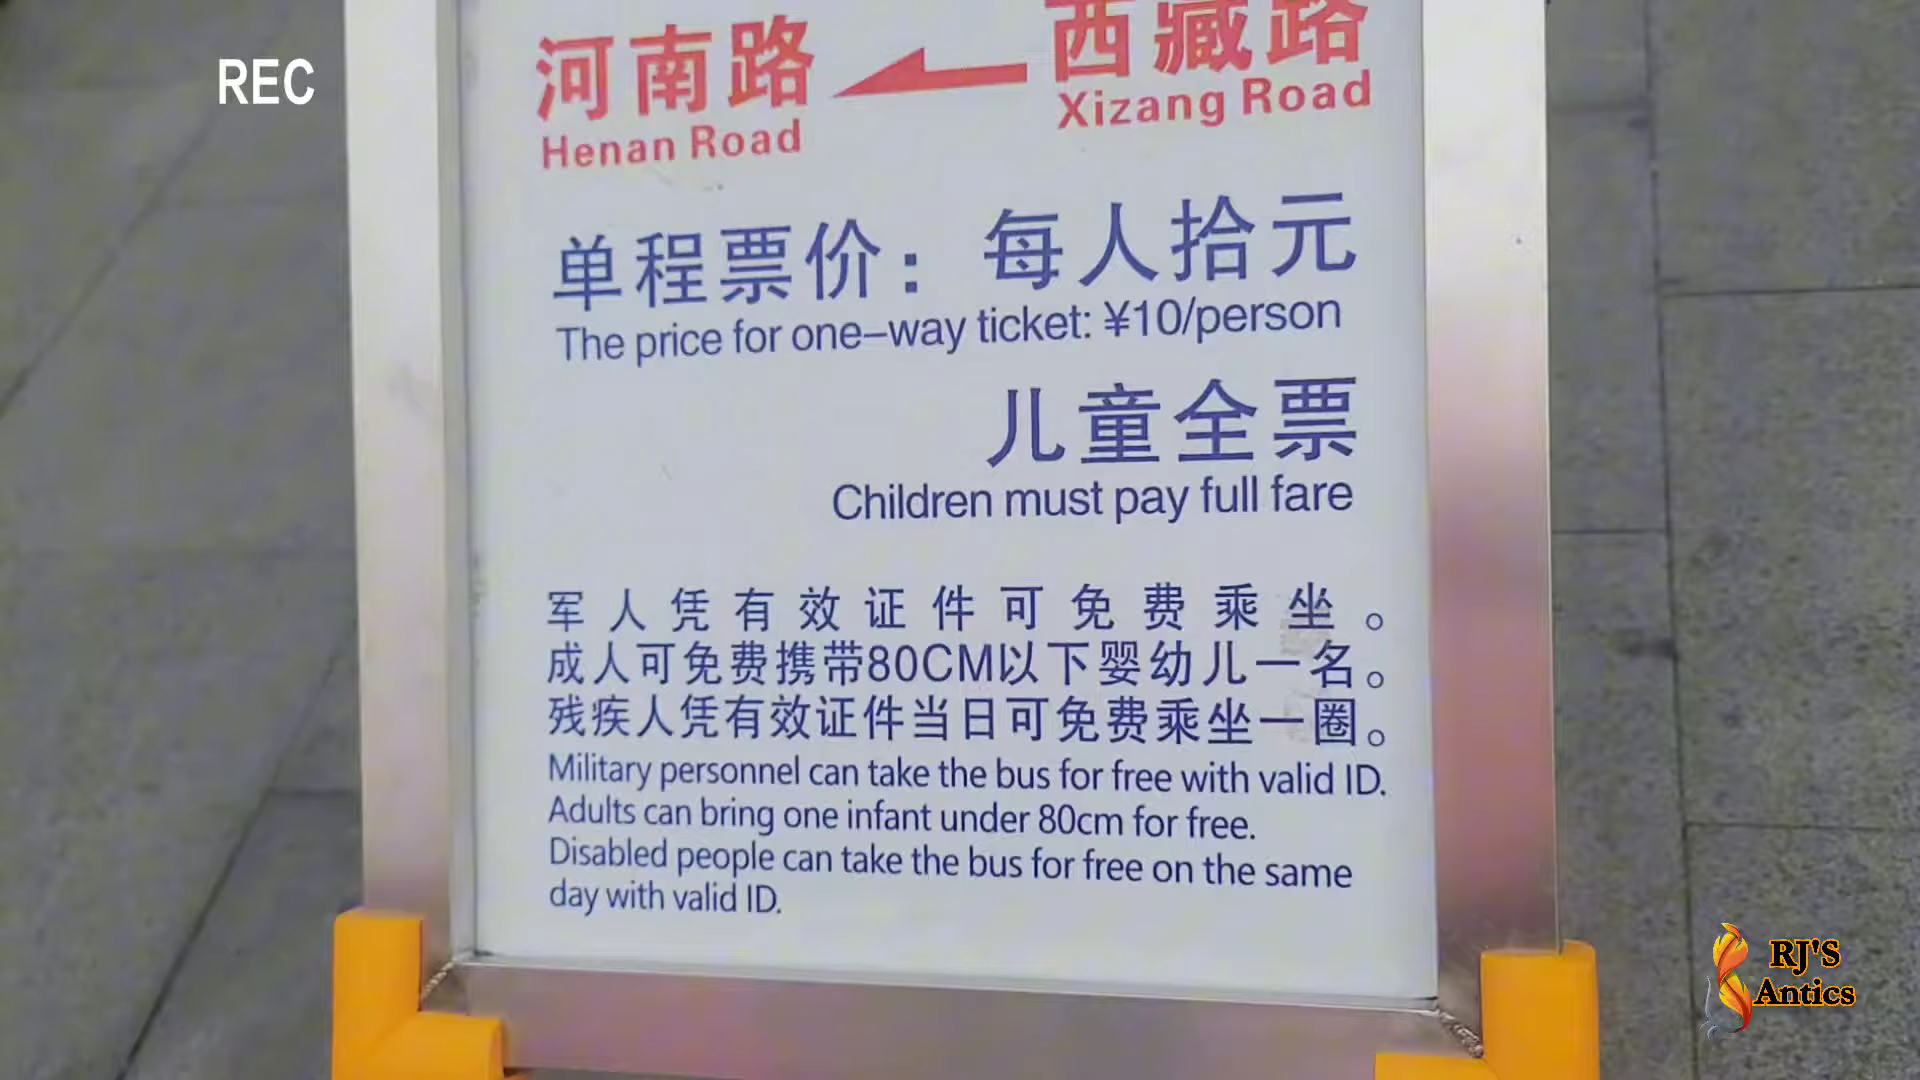 REC
河南路 西藏路
Henan Road Xizang Road
单程票价：每人拾元
The price for one-way ticket: ¥10/person
儿童全票
Children must pay full fare
军人凭有效证件可免费乘坐。
成人可免费携带80CM以下婴幼儿一名。
残疾人凭有效证件当日可免费乘坐一圈。
Military personnel can take the bus for free with valid ID.
Adults can bring one infant under 80cm for free.
Disabled people can take the bus for free on the same
day with valid ID.
RJ'S
Antics